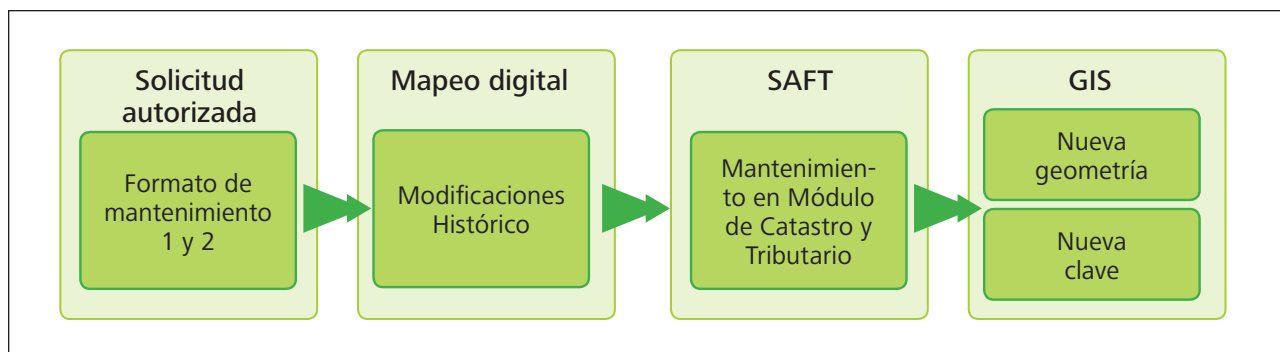 Solicitud
autorizada
Formato de
mantenimiento
1 y 2
Mapeo digital
Modificaciones
Histórico
SAFT
Mantenimien-
to en Módulo
de Catastro y
Tributario
GIS
Nueva
geometría
Nueva
clave